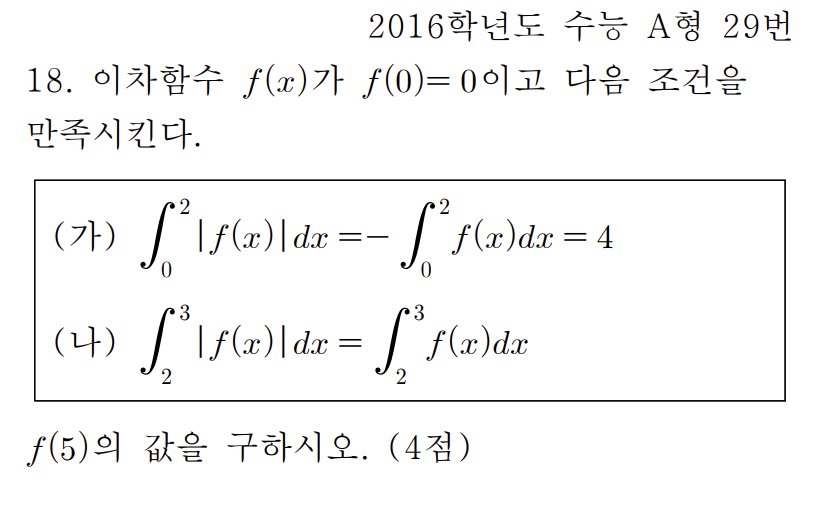 2016학년도 수능 A형 29번
18. 이차함수 f(x)가 f(0)= 0이고 다음 조건을
만족시킨다.
(가) ∫₀² |f(x)|dx =− ∫₀² f(x)dx = 4
(나) ∫₂³ |f(x)|dx = ∫₂³ f(x)dx
f(5)의 값을 구하시오. (4점)